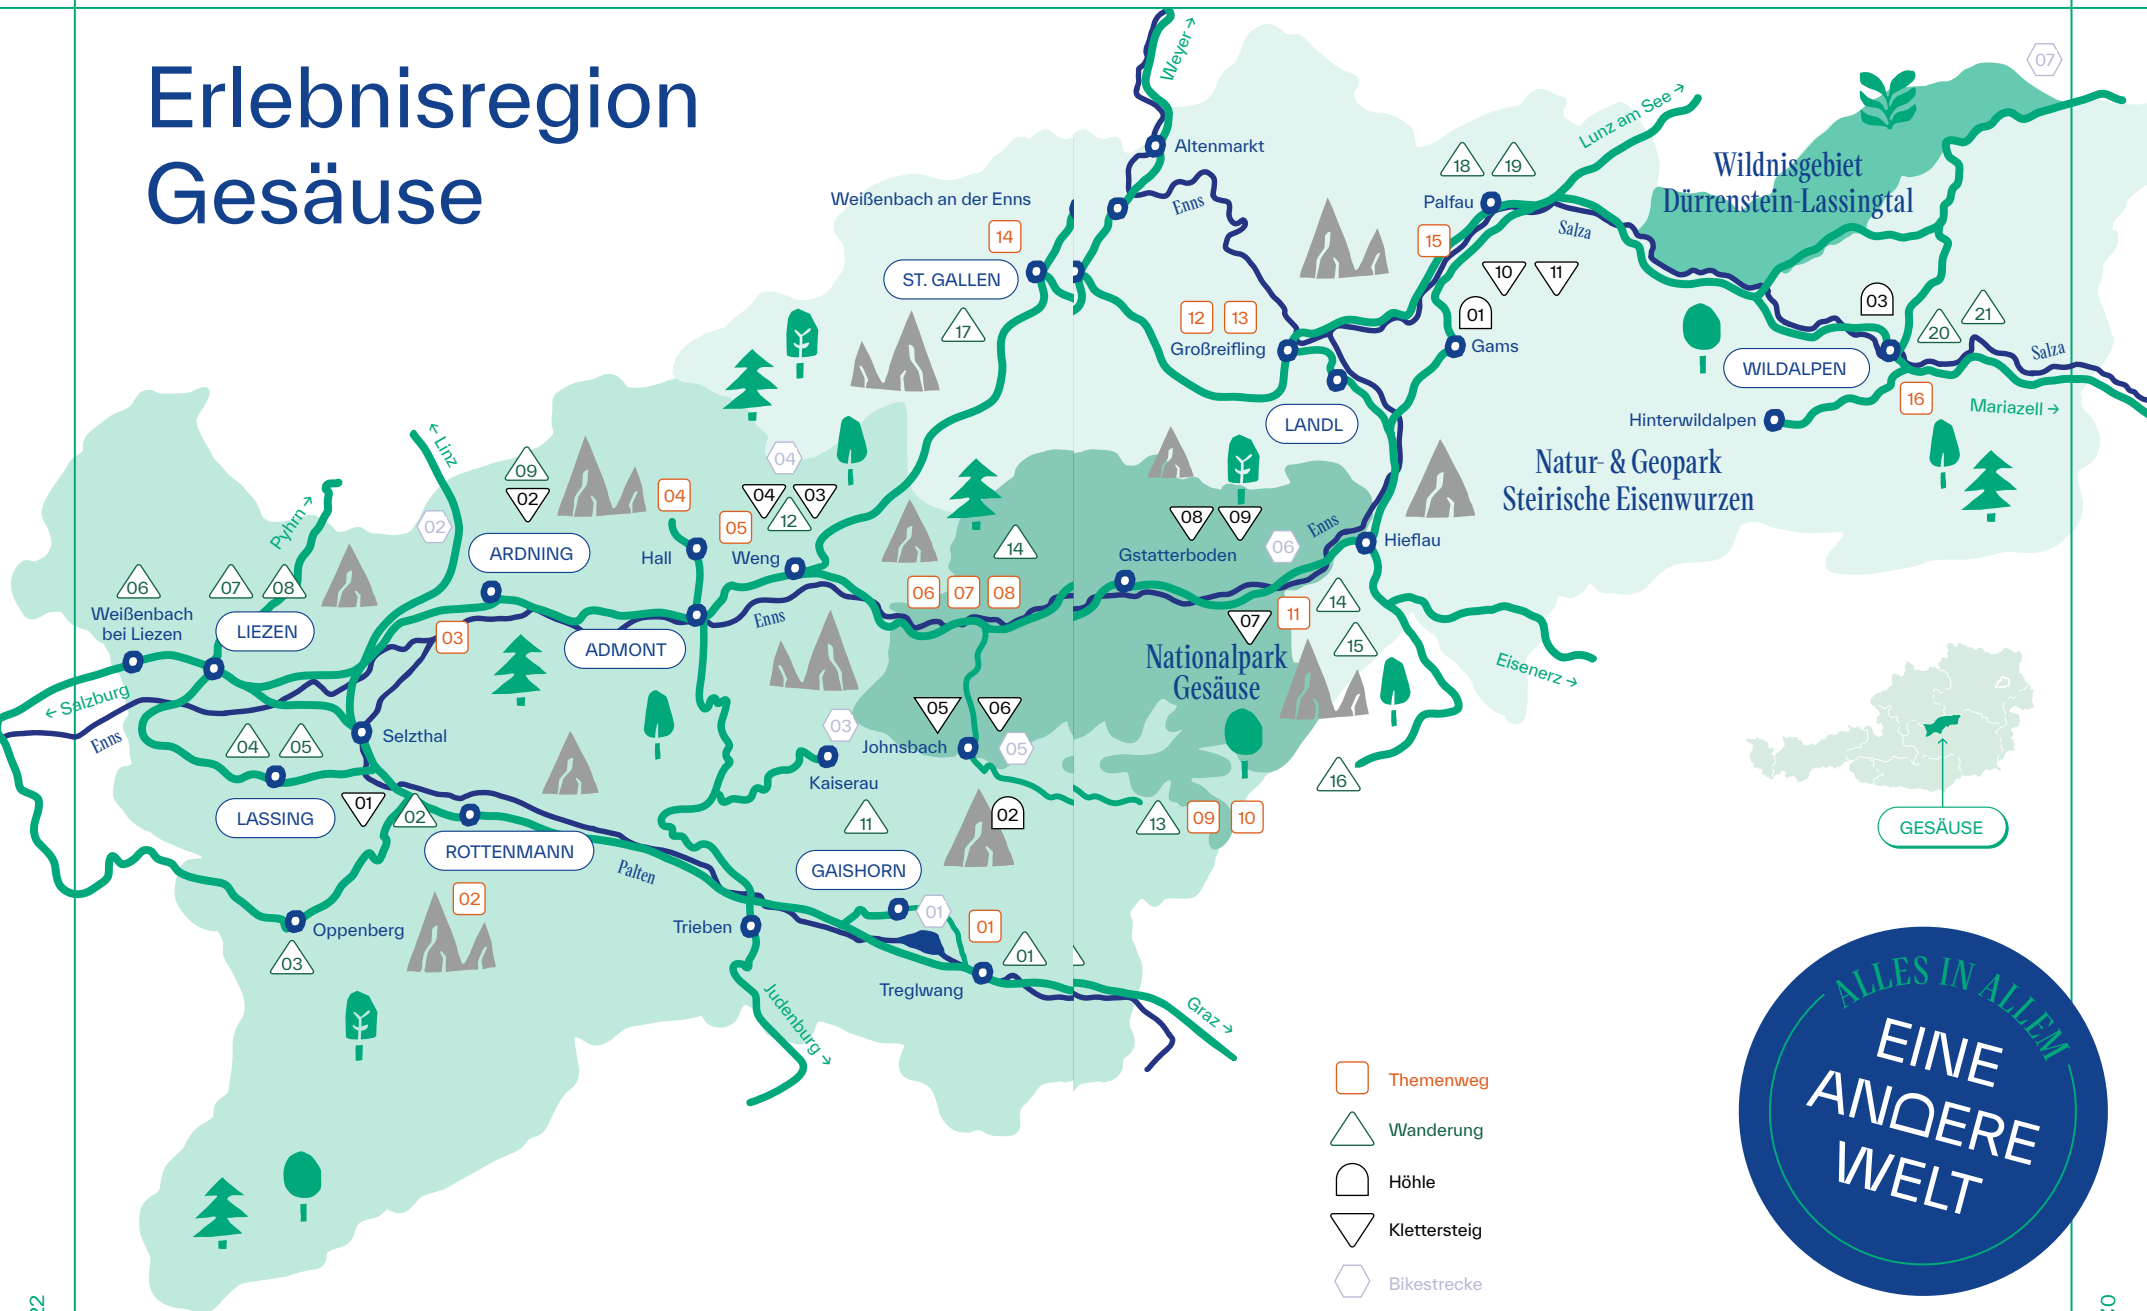 Erlebnisregion
Gesäuse
Weyer →
Altenmarkt
Weißenbach an der Enns
14
ST. GALLEN
17
Enns
12
13
Großreifling
LANDL
18
19
Palfau
15
10
11
01
Gams
Salza
Lunz am See →
07
Wildnisgebiet
Dürrenstein-Lassingtal
03
20
21
WILDALPEN
Salza
16
Mariazell →
Hinterwildalpen
Natur- & Geopark
Steirische Eisenwurzen
← Linz
09
02
02
ARDNING
Pyhrn →
06
07
08
Weißenbach
bei Liezen
LIEZEN
03
04
Hall
05
04
04
03
12
Weng
ADMONT
Enns
14
06
07
08
08
09
Gstatterboden
06
Enns
Hieflau
07
11
14
15
Nationalpark
Gesäuse
Eisenerz →
16
← Salzburg
Enns
04
05
Selzthal
LASSING
01
02
ROTTENMANN
03
Kaiserau
05
06
Johnsbach
05
11
02
13
09
10
Palten
GAISHORN
02
Oppenberg
03
Trieben
01
01
01
Treglwang
Judenburg →
Graz →
GESÄUSE
Themenweg
Wanderung
Höhle
Klettersteig
Bikestrecke
ALLES IN ALLEM
EINE
ANDERE
WELT
22